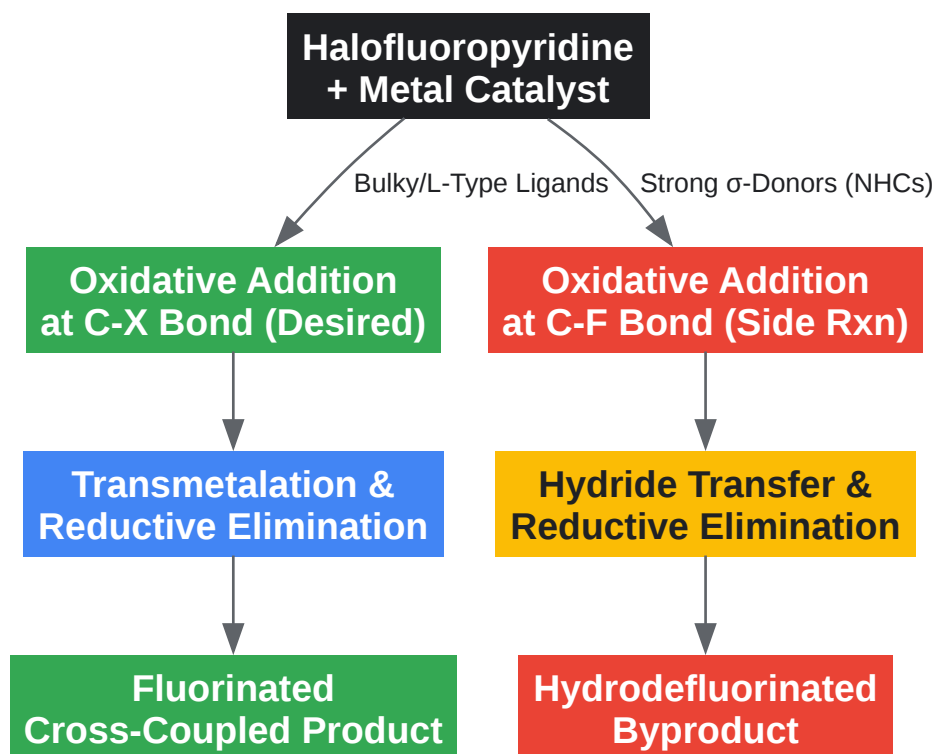 Halofluoropyridine
+ Metal Catalyst
Bulky/L-Type Ligands
Strong σ-Donors (NHCs)
Oxidative Addition
at C-X Bond (Desired)
Oxidative Addition
at C-F Bond (Side Rxn)
Transmetalation &
Reductive Elimination
Hydride Transfer &
Reductive Elimination
Fluorinated
Cross-Coupled Product
Hydrodefluorinated
Byproduct